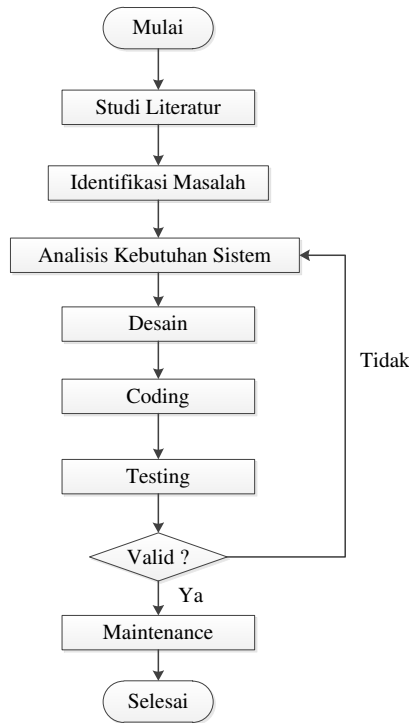 Mulai
Studi Literatur
Identifikasi Masalah
Analisis Kebutuhan Sistem
Desain
Tidak
Coding
Testing
Valid ?
Ya
Maintenance
Selesai